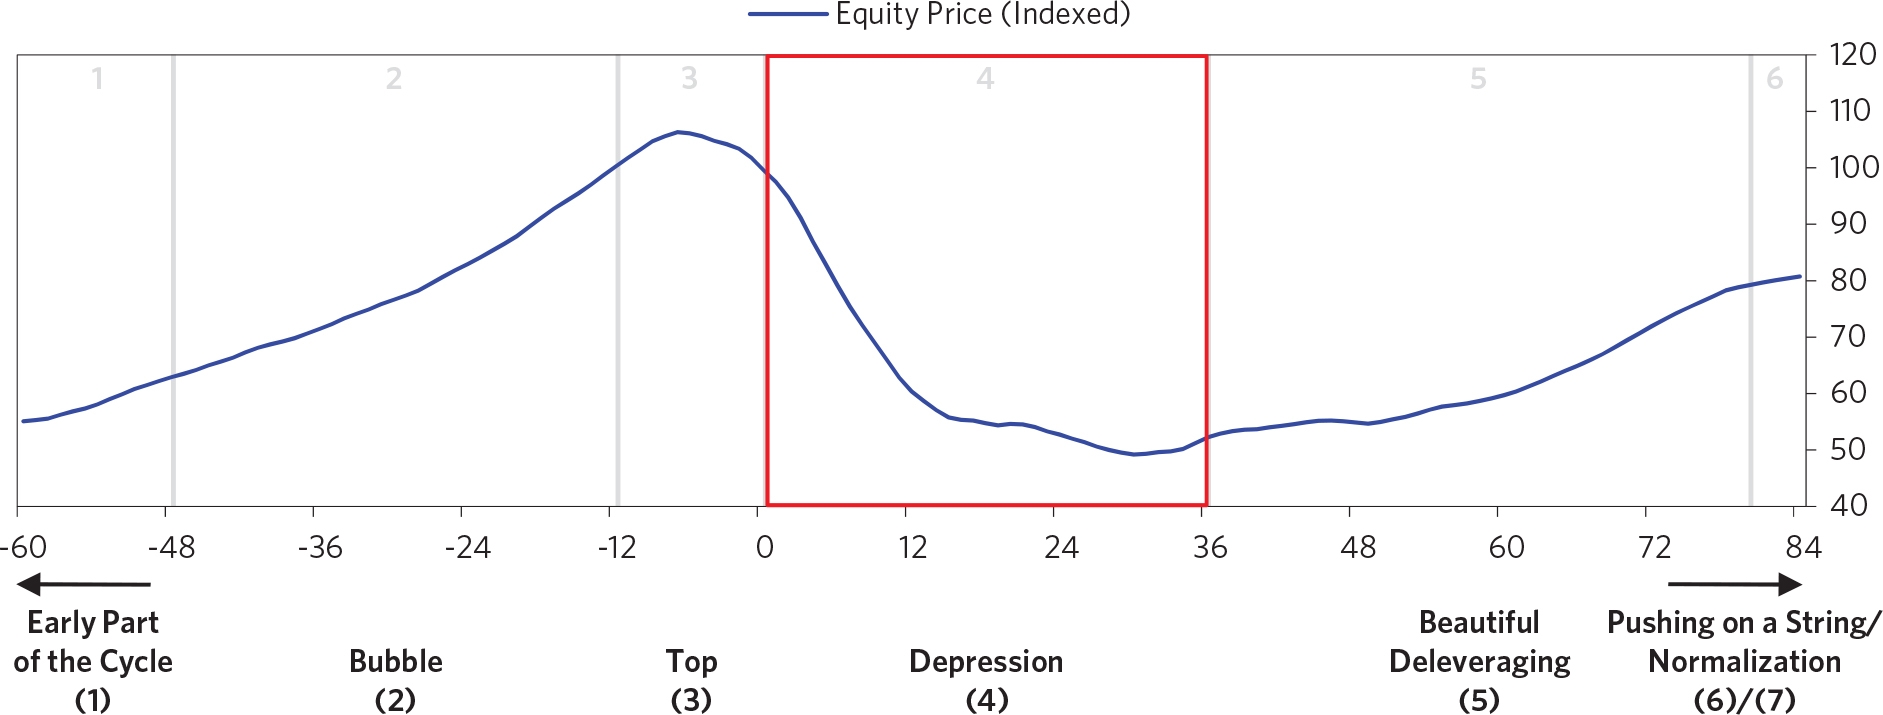 Equity Price (Indexed)
1 2 3 4 5 6
120
110
100
90
80
70
60
50
40
-60 -48 -36 -24 -12 0 12 24 36 48 60 72 84
Early Part
of the Cycle
(1)
Bubble
(2)
Top
(3)
Depression
(4)
Beautiful
Deleveraging
(5)
Pushing on a String/
Normalization
(6)/(7)